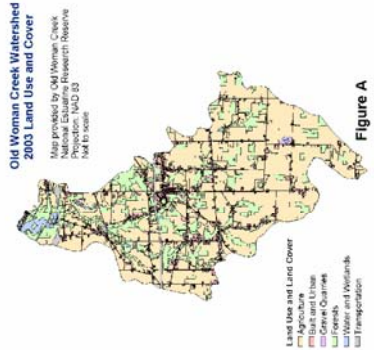 Old Woman Creek Watershed
2003 Land Use and Cover
Map provided by Old Woman Creek
National Estuarine Research Reserve
Projection: NAD 83
Not to scale
Land Use and Land Cover
Agriculture
Built and Urban
Gravel Quarries
Forests
Water and Wetlands
Transportation
Figure A